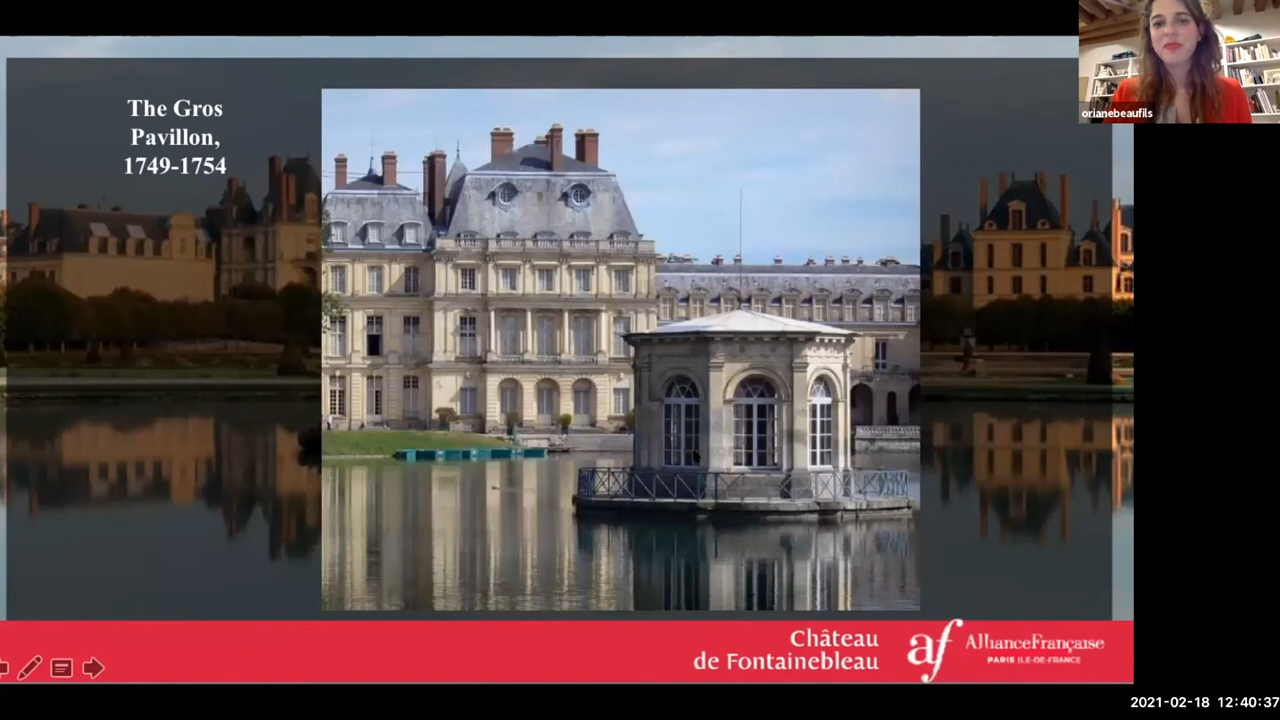 The Gros
Pavillon,
1749-1754
orianebeaufils
Château
de Fontainebleau
af AllianceFrançaise
PARIS ILE-DE-FRANCE
2021-02-18 12:40:37